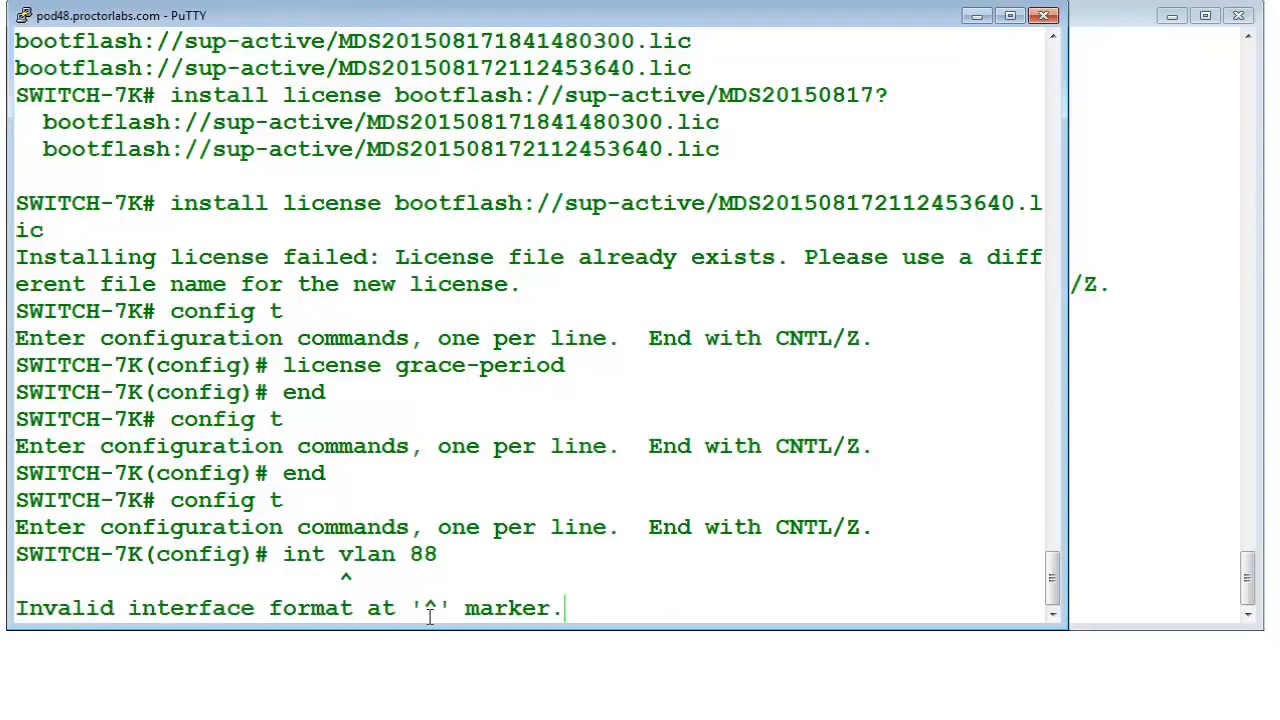 pod48.proctorlabs.com - PuTTY
bootflash://sup-active/MDS201508171841480300.lic
bootflash://sup-active/MDS201508172112453640.lic
SWITCH-7K# install license bootflash://sup-active/MDS20150817?
  bootflash://sup-active/MDS201508171841480300.lic
  bootflash://sup-active/MDS201508172112453640.lic
SWITCH-7K# install license bootflash://sup-active/MDS201508172112453640.l
ic
Installing license failed: License file already exists. Please use a diff
erent file name for the new license.
/Z.
SWITCH-7K# config t
Enter configuration commands, one per line.  End with CNTL/Z.
SWITCH-7K(config)# license grace-period
SWITCH-7K(config)# end
SWITCH-7K# config t
Enter configuration commands, one per line.  End with CNTL/Z.
SWITCH-7K(config)# end
SWITCH-7K# config t
Enter configuration commands, one per line.  End with CNTL/Z.
SWITCH-7K(config)# int vlan 88
                       ^
Invalid interface format at '^' marker.